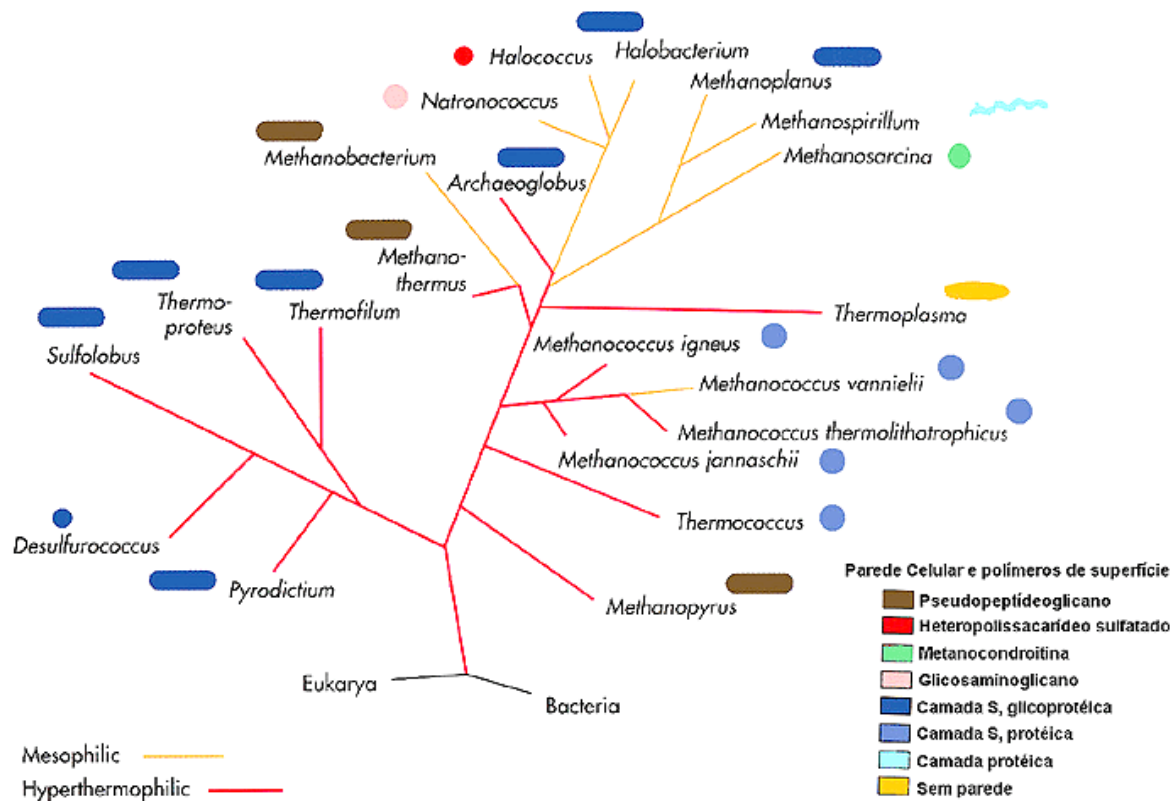 Halococcus
Halobacterium
Methanoplanus
Natronococcus
Methanospirillum
Methanobacterium
Methanosarcina
Archaeoglobus
Methano-
thermus
Thermo-
proteus
Thermofilum
Thermoplasma
Sulfolobus
Methanococcus igneus
Methanococcus vannielii
Methanococcus thermolithotrophicus
Methanococcus jannaschii
Thermococcus
Desulfurococcus
Pyrodictium
Methanopyrus
Eukarya
Bacteria
Mesophilic
Hyperthermophilic
Parede Celular e polímeros de superfície
Pseudopeptídeoglicano
Heteropolissacarídeo sulfatado
Metanocondroitina
Glicosaminoglicano
Camada S, glicoprotéica
Camada S, protéica
Camada protéica
Sem parede